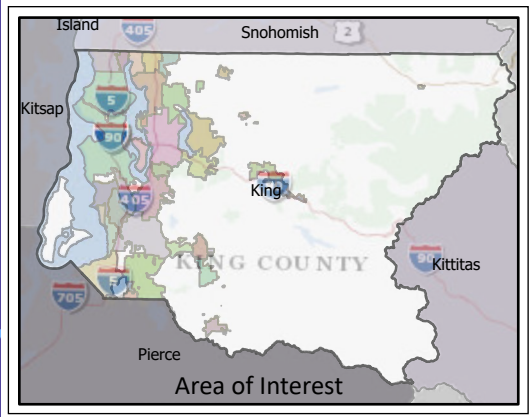 Island
405
Snohomish
2
Kitsap
5
90
King
405
KING COUNTY
90
Kittitas
5
705
Pierce
Area of Interest